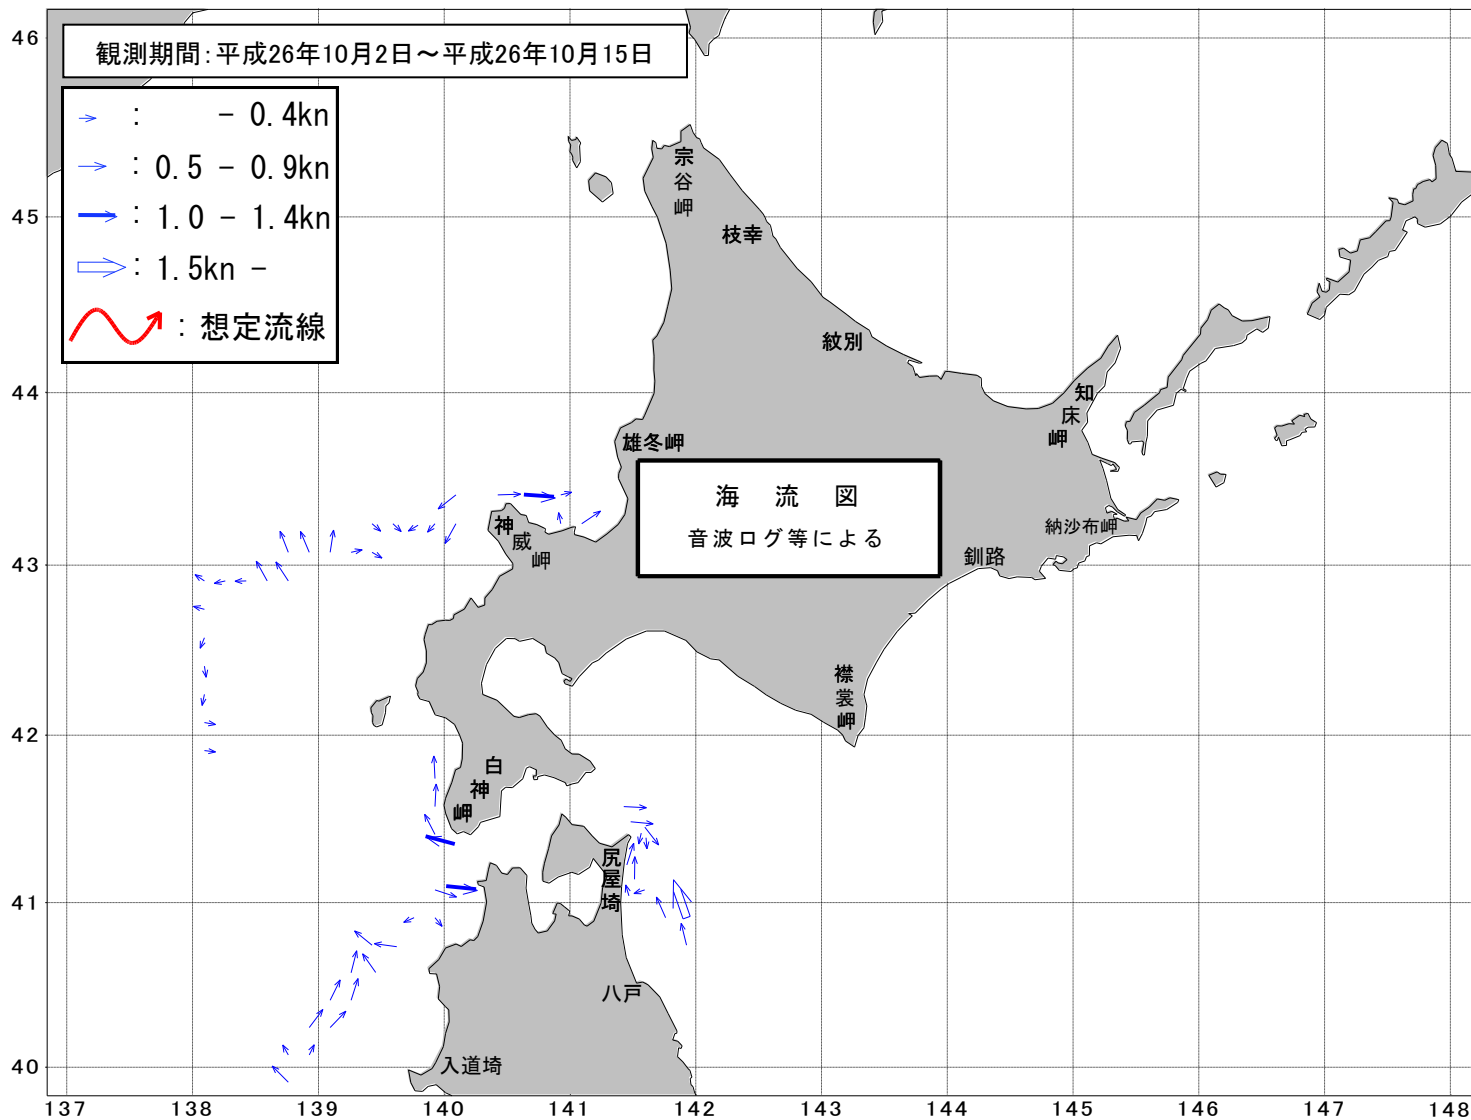 46
観測期間:平成26年10月2日～平成26年10月15日
: - 0.4kn
: 0.5 - 0.9kn
: 1.0 - 1.4kn
: 1.5kn -
: 想定流線
宗谷岬
45
枝幸
紋別
44
知床岬
雄冬岬
海 流 図
音波ログ等による
神威岬
納沙布岬
釧路
43
襟裳岬
42
白神岬
尻屋埼
41
八戸
入道埼
40
137 138 139 140 141 142 143 144 145 146 147 148